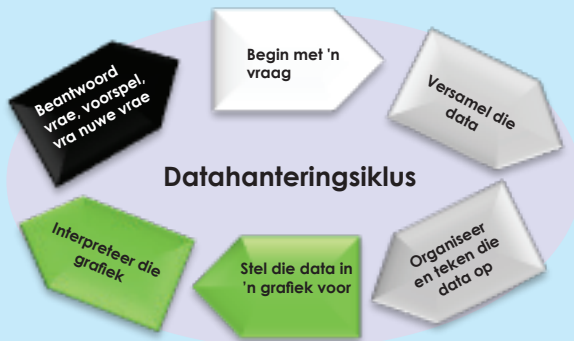 Begin met 'n
vraag
Versamel die
data
Organiseer
en teken die
data op
Stel die data in
'n grafiek voor
Interpreteer die
grafiek
Beantwoord
vrae, voorspel,
vra nuwe vrae
Datahanteringsiklus